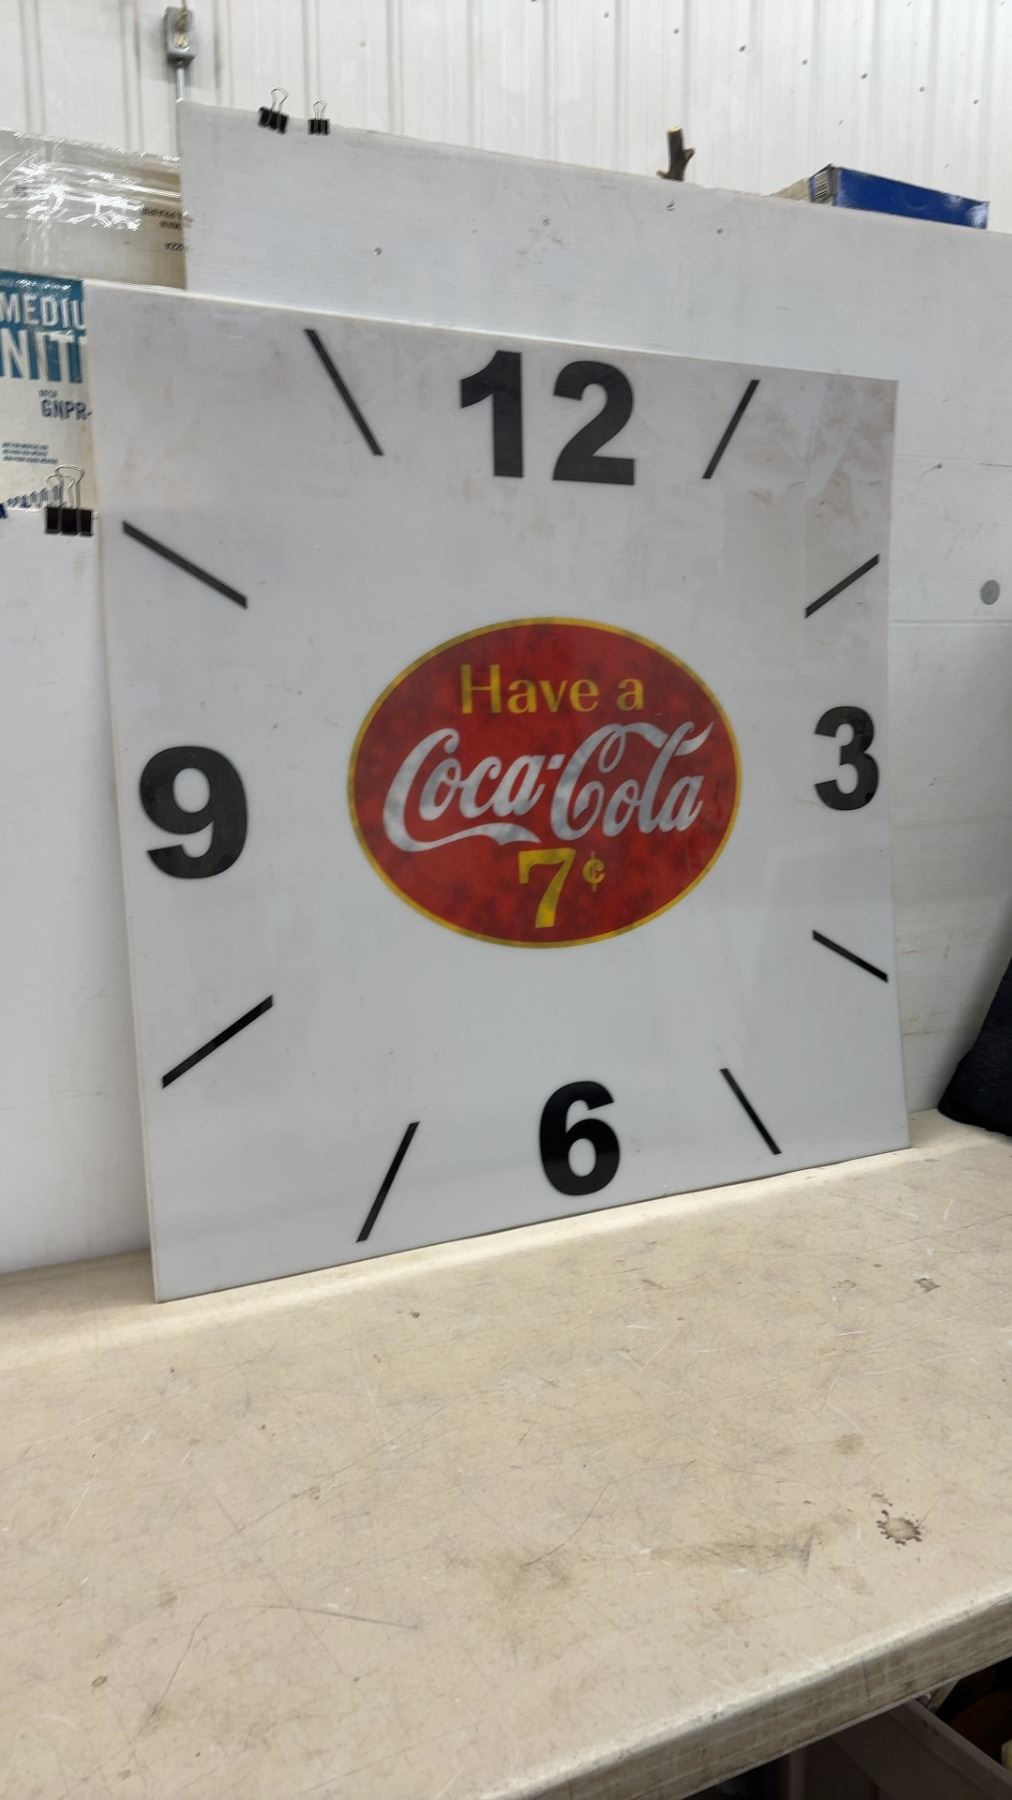 MEDIU
NIT
GNPR-
12
Have a
Coca-Cola
7¢
9
3
6